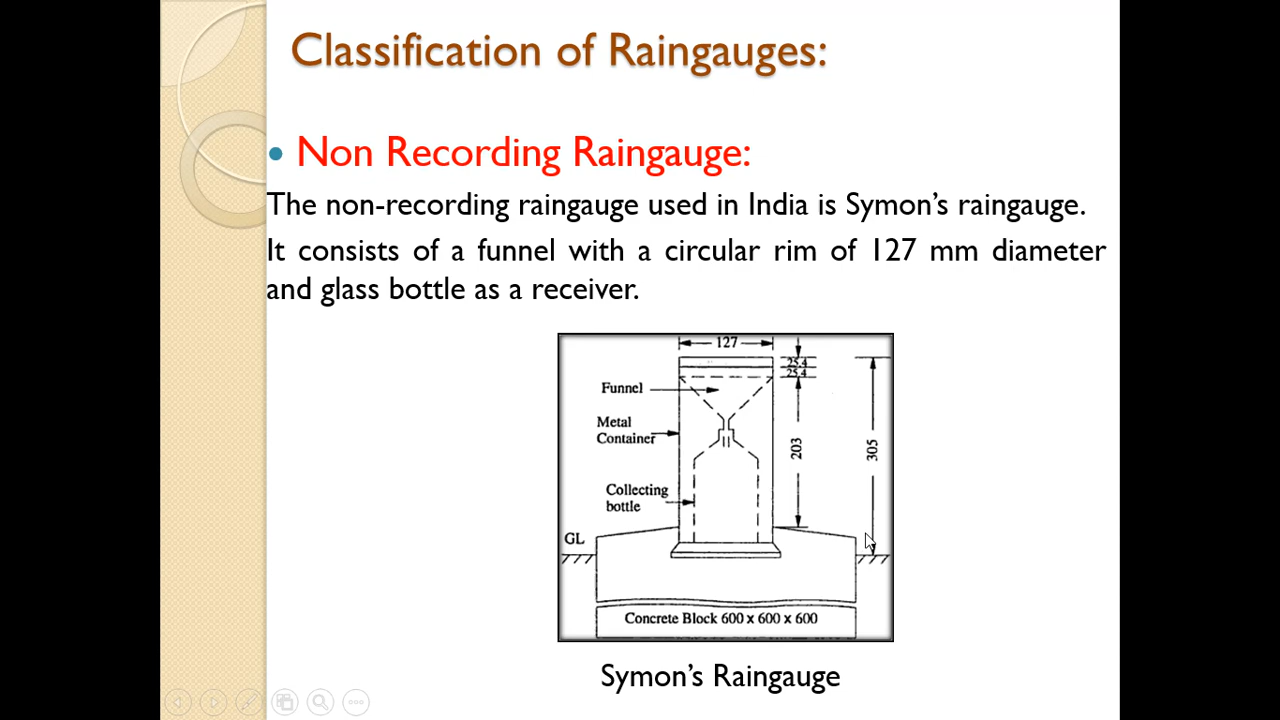 Classification of Raingauges:
• Non Recording Raingauge:
The non-recording raingauge used in India is Symon's raingauge.
It consists of a funnel with a circular rim of 127 mm diameter
and glass bottle as a receiver.
127
25.4
25.4
Funnel
Metal
Container
203
305
Collecting
bottle
GL
Concrete Block 600 x 600 x 600
Symon's Raingauge